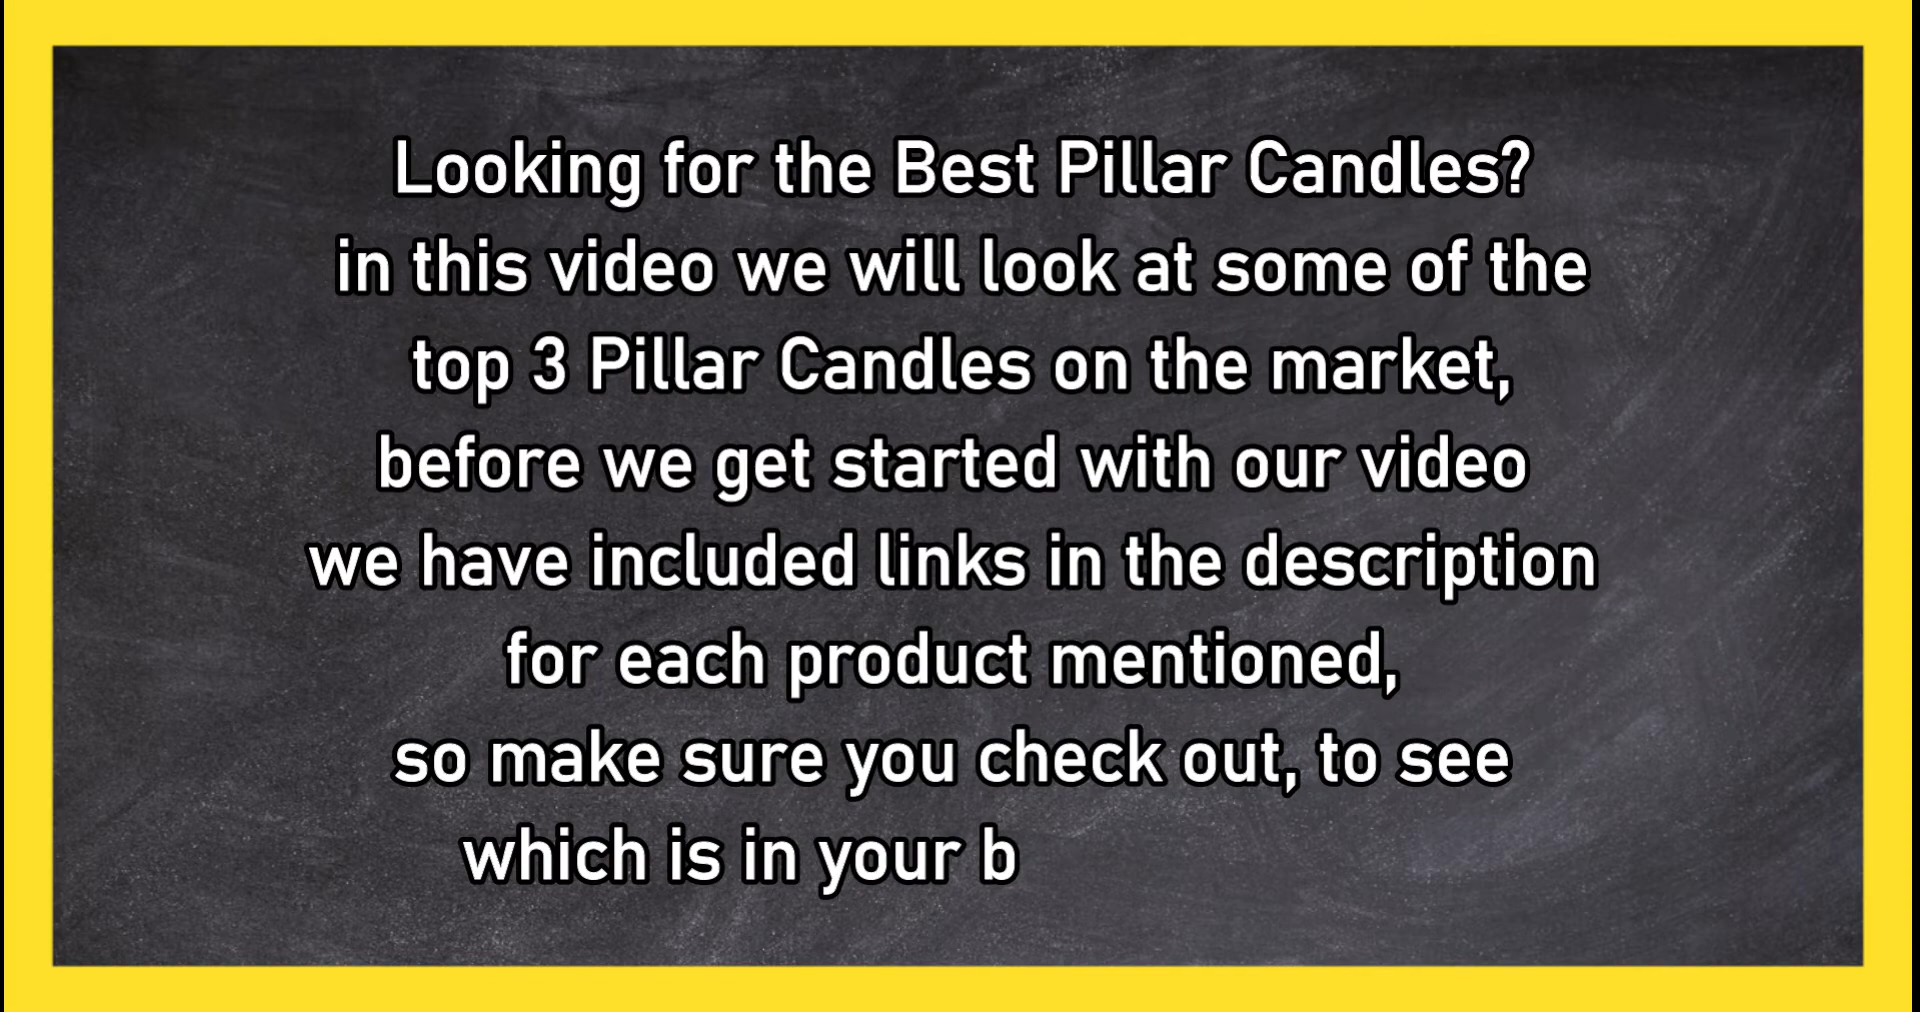 Looking for the Best Pillar Candles?
in this video we will look at some of the
top 3 Pillar Candles on the market,
before we get started with our video
we have included links in the description
for each product mentioned,
so make sure you check out, to see
which is in your b